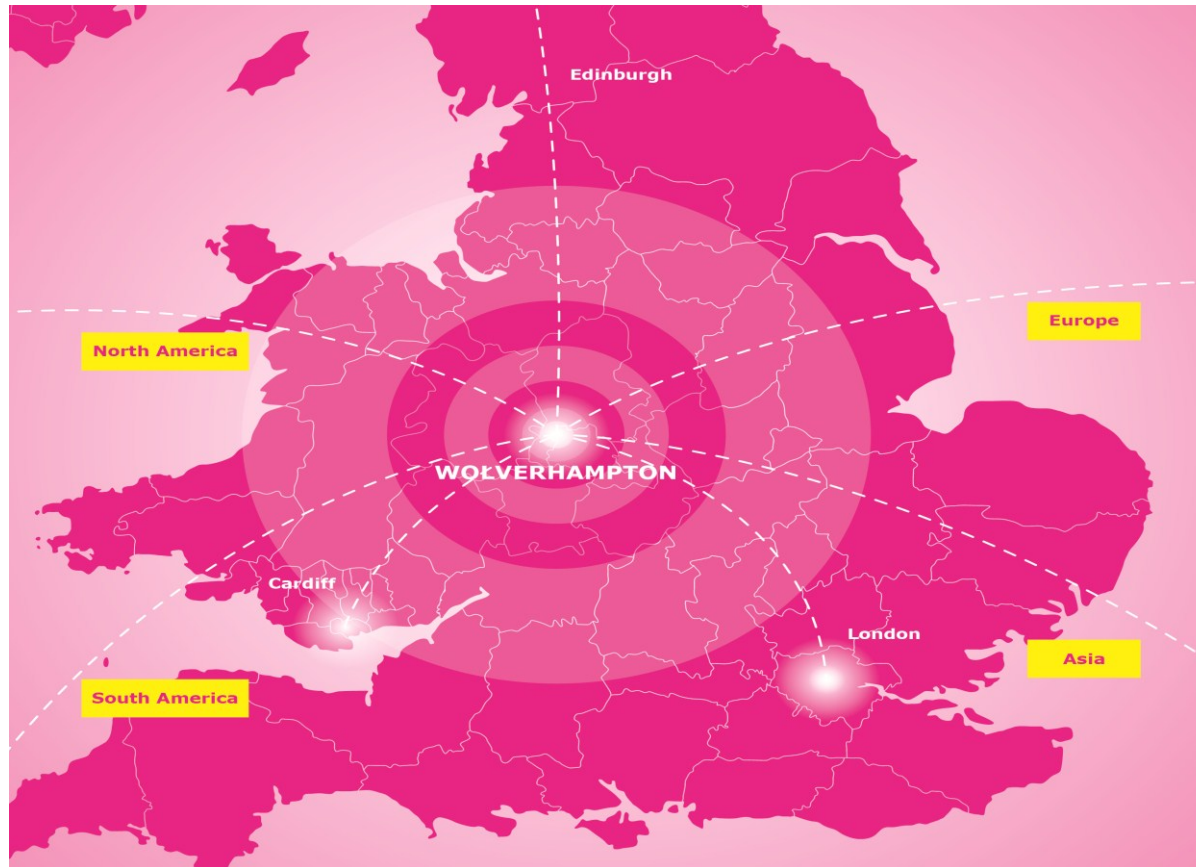 Edinburgh
Europe
North America
WOLVERHAMPTON
Cardiff
London
Asia
South America